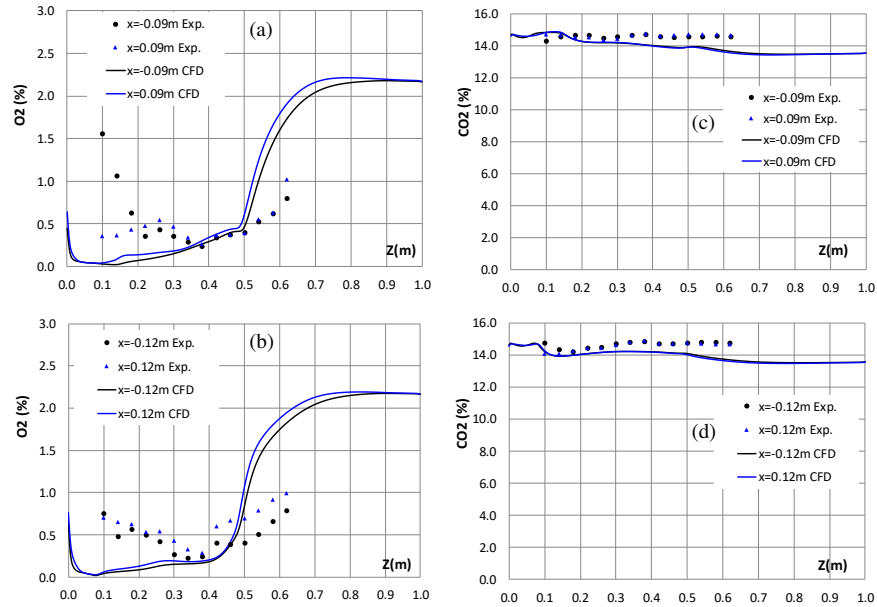 3.0
2.5
2.0
1.5
1.0
0.5
0.0
O2 (%)
x=-0.09m Exp.
x=0.09m Exp.
x=-0.09m CFD
x=0.09m CFD
(a)
Z(m)
0.0 0.1 0.2 0.3 0.4 0.5 0.6 0.7 0.8 0.9 1.0
16.0
14.0
12.0
10.0
8.0
6.0
4.0
2.0
0.0
CO2 (%)
x=-0.09m Exp.
x=0.09m Exp.
x=-0.09m CFD
x=0.09m CFD
(c)
Z(m)
0.0 0.1 0.2 0.3 0.4 0.5 0.6 0.7 0.8 0.9 1.0
3.0
2.5
2.0
1.5
1.0
0.5
0.0
O2 (%)
x=-0.12m Exp.
x=0.12m Exp.
x=-0.12m CFD
x=0.12m CFD
(b)
Z(m)
0.0 0.1 0.2 0.3 0.4 0.5 0.6 0.7 0.8 0.9 1.0
16.0
14.0
12.0
10.0
8.0
6.0
4.0
2.0
0.0
CO2 (%)
x=-0.12m Exp.
x=0.12m Exp.
x=-0.12m CFD
x=0.12m CFD
(d)
Z(m)
0.0 0.1 0.2 0.3 0.4 0.5 0.6 0.7 0.8 0.9 1.0